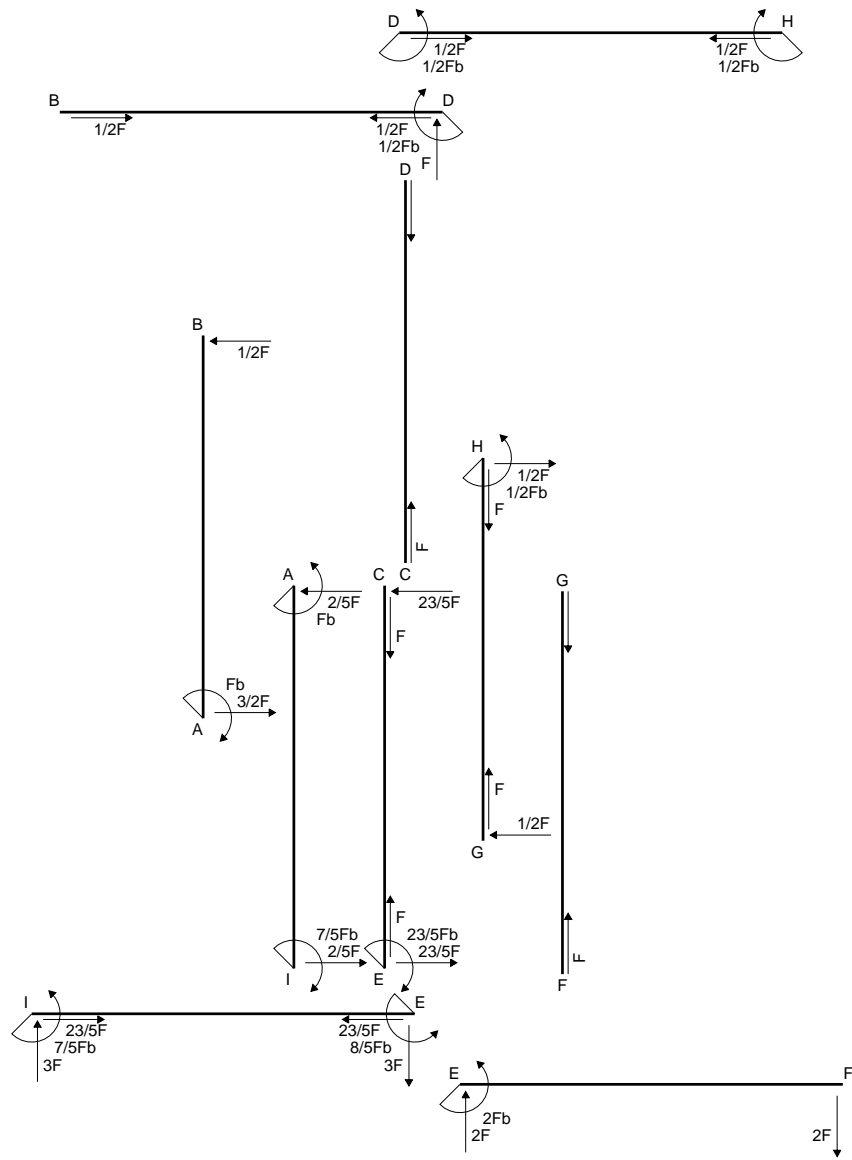 D H
1/2F 1/2F
1/2Fb 1/2Fb
B D
1/2F 1/2F
1/2Fb
F
D
B
1/2F
H
1/2F
1/2Fb
F
F
A C C G
2/5F 23/5F
Fb
F
Fb
3/2F
A
F
1/2F
G
7/5Fb 23/5Fb
2/5F 23/5F
F
F
I E F
I E
23/5F 23/5F
7/5Fb 8/5Fb
3F 3F
E F
2Fb
2F 2F